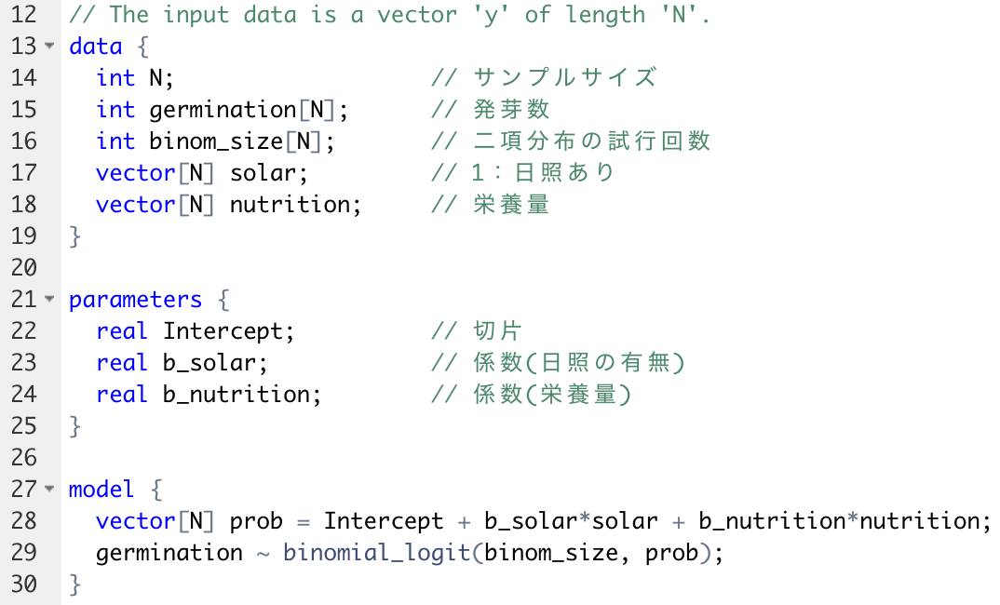 12 // The input data is a vector 'y' of length 'N'.
13 data {
14   int N;                   // サンプルサイズ
15   int germination[N];      // 発芽数
16   int binom_size[N];       // 二項分布の試行回数
17   vector[N] solar;         // 1：日照あり
18   vector[N] nutrition;     // 栄養量
19 }
20
21 parameters {
22   real Intercept;          // 切片
23   real b_solar;            // 係数(日照の有無)
24   real b_nutrition;        // 係数(栄養量)
25 }
26
27 model {
28   vector[N] prob = Intercept + b_solar*solar + b_nutrition*nutrition;
29   germination ~ binomial_logit(binom_size, prob);
30 }